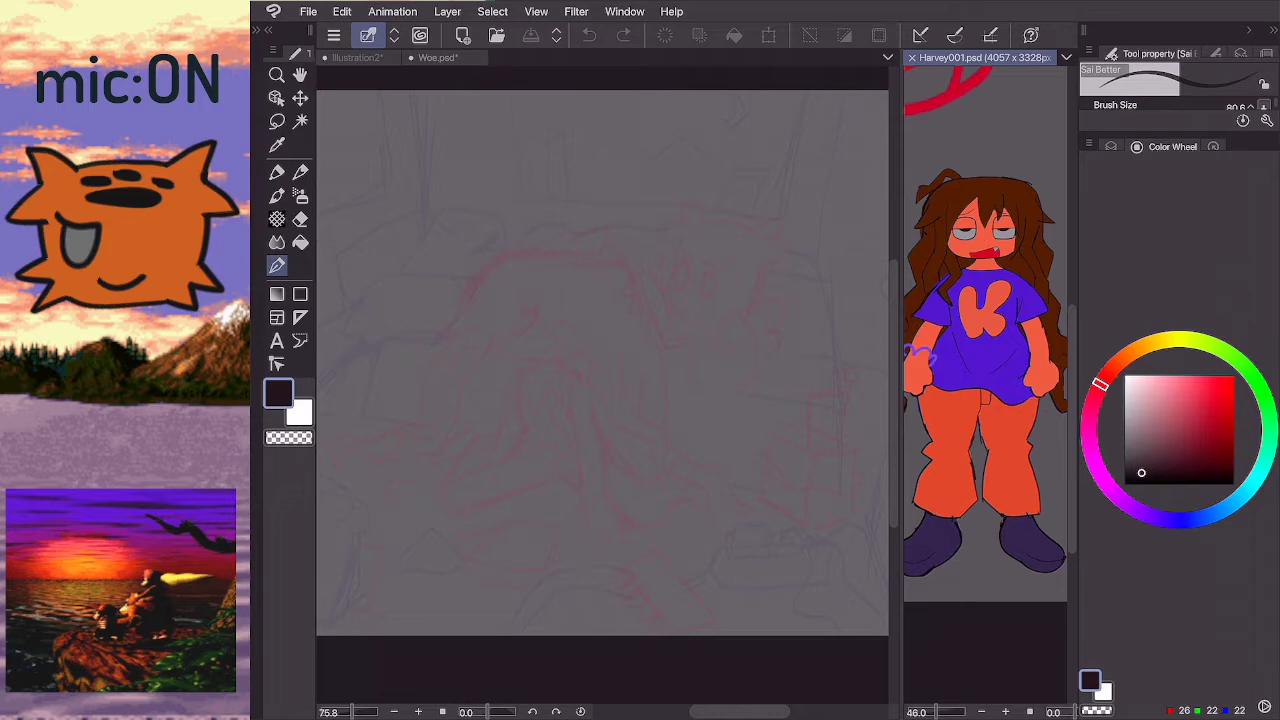 mic:ON
File Edit Animation Layer Select View Filter Window Help
Illustration2*
Woe.psd*
Harvey001.psd (4057 x 3328px
Tool property [Sai B
Sai Better
Brush Size
80.6
Color Wheel
K
A
75.8
0.0
46.0
0.0
26 22 22